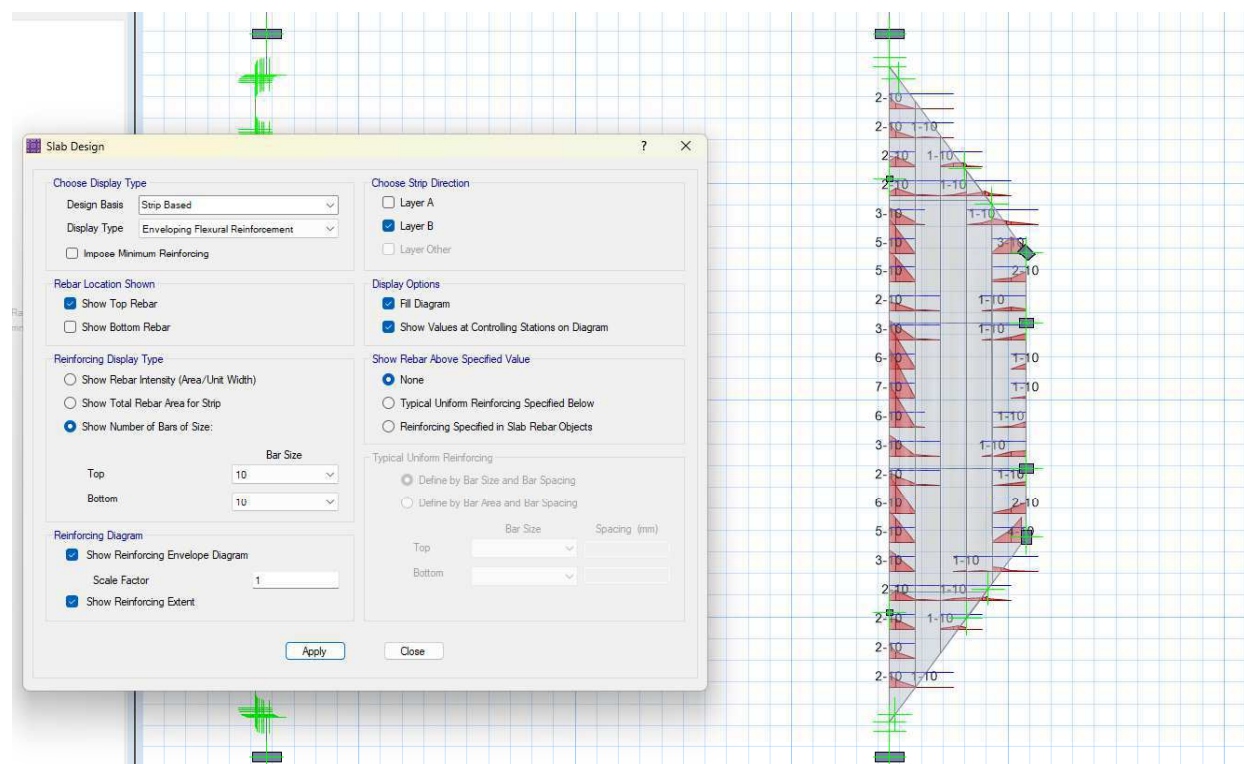 Slab Design
?
Choose Display Type
Design Basis
Strip Based
Display Type
Enveloping Flexural Reinforcement
Impose Minimum Reinforcing
Choose Strip Direction
Layer A
Layer B
Layer Other
Rebar Location Shown
Show Top Rebar
Show Bottom Rebar
Display Options
Fill Diagram
Show Values at Controlling Stations on Diagram
Reinforcing Display Type
Show Rebar Intensity (Area/Unit Width)
Show Total Rebar Area for Strip
Show Number of Bars of Size:
Bar Size
Top
10
Bottom
10
Show Rebar Above Specified Value
None
Typical Uniform Reinforcing Specified Below
Reinforcing Specified in Slab Rebar Objects
Typical Uniform Reinforcing
Define by Bar Size and Bar Spacing
Define by Bar Area and Bar Spacing
Bar Size Spacing (mm)
Top
Bottom
Reinforcing Diagram
Show Reinforcing Envelope Diagram
Scale Factor
1
Show Reinforcing Extent
Apply
Close
2-10
2-10 1-10
2-10 1-10
2-10 1-10
3-10 1-10
5-10 3-10
5-10 2-10
2-10 1-10
3-10 1-10
6-10 1-10
7-10 1-10
6-10 1-10
3-10 1-10
2-10 1-10
6-10 2-10
5-10 4-10
3-10 1-10
2-10 1-10
2-10 1-10
2-10
2-10 1-10